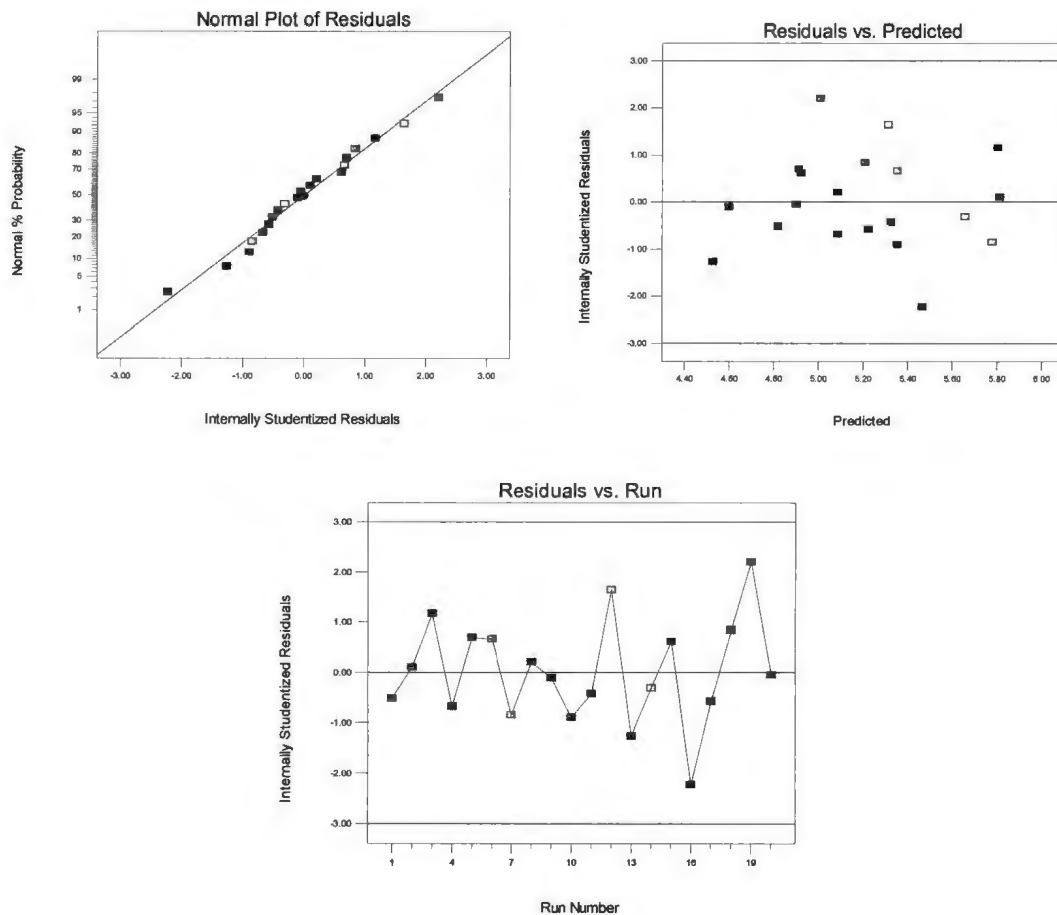 Normal Plot of Residuals
Normal % Probability
99
95
90
80
70
50
30
20
10
5
1
-3.00 -2.00 -1.00 0.00 1.00 2.00 3.00
Internally Studentized Residuals
Residuals vs. Predicted
Internally Studentized Residuals
3.00
2.00
1.00
0.00
-1.00
-2.00
-3.00
4.40 4.60 4.80 5.00 5.20 5.40 5.60 5.80 6.00
Predicted
Residuals vs. Run
Internally Studentized Residuals
3.00
2.00
1.00
0.00
-1.00
-2.00
-3.00
1 4 7 10 13 16 19
Run Number